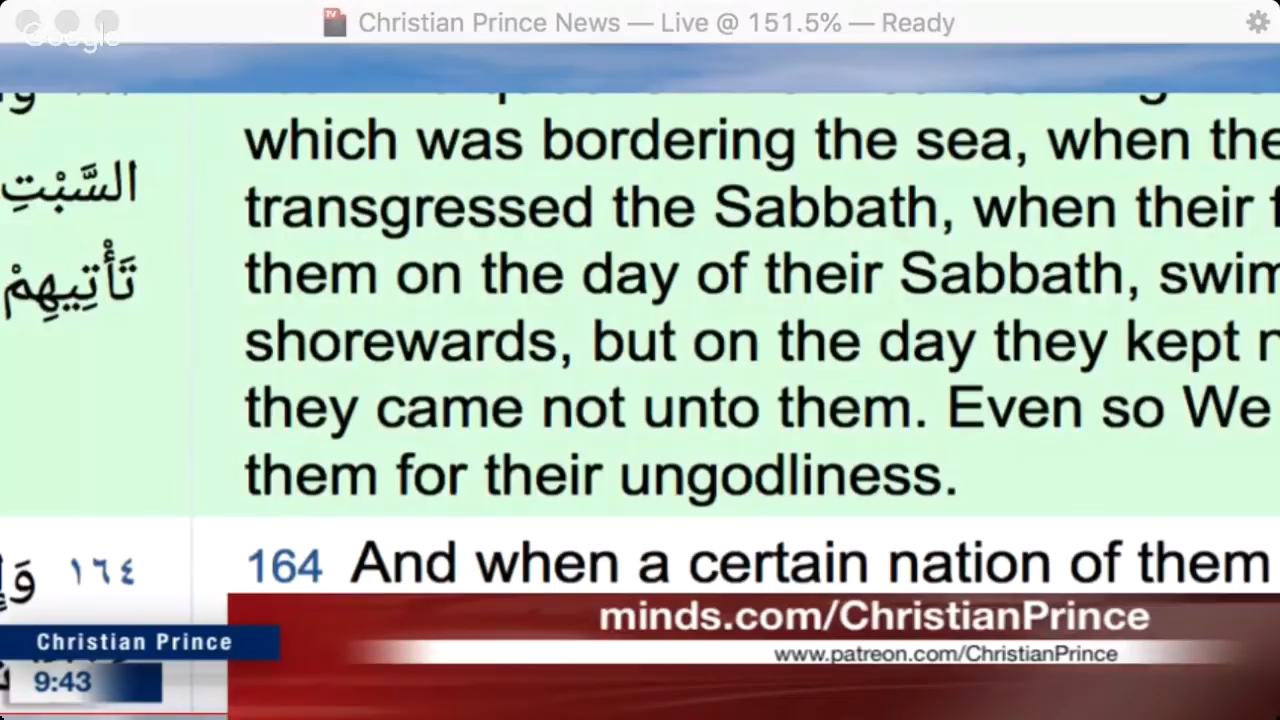 Christian Prince News — Live @ 151.5% — Ready
Google
which was bordering the sea, when the
السَّبْتِ
transgressed the Sabbath, when their
تَأْتِيهِمْ
them on the day of their Sabbath, swim
shorewards, but on the day they kept
they came not unto them. Even so We
them for their ungodliness.
164 And when a certain nation of them
١٦٤
minds.com/ChristianPrince
Christian Prince
www.patreon.com/ChristianPrince
9:43